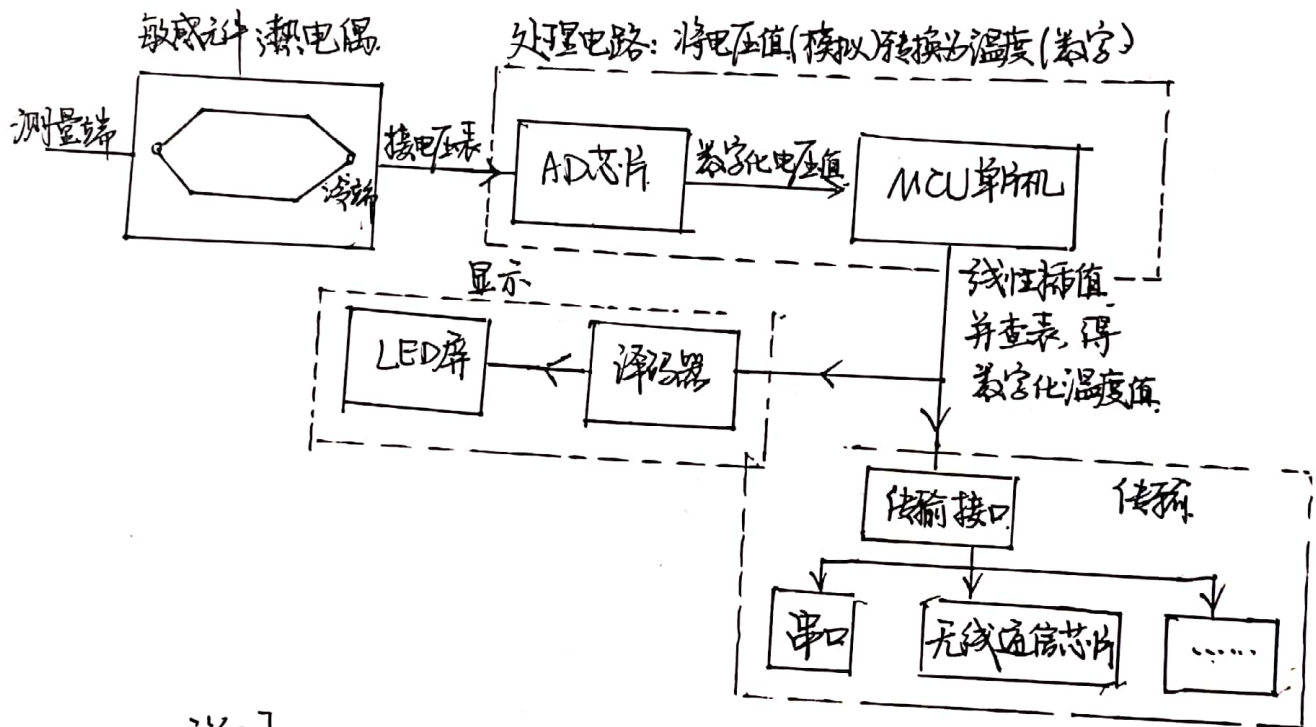 敏感元件:热电偶
处理电路：将电压值(模拟)转换为温度(数字)
测量端
冷端
接电压表
AD芯片
数字化电压值
MCU单片机
线性插值
并查表,得
数字化温度值
显示
LED屏
译码器
传输接口
传输
串口
无线通信芯片
......